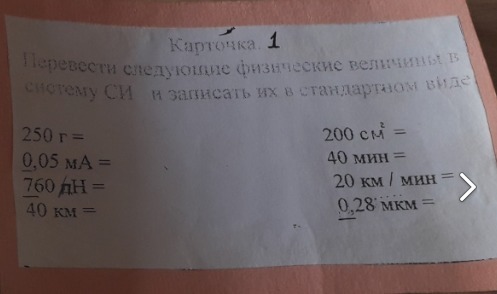 Карточка. 1
Перевести следующие физические величины в
систему СИ и записать их в стандартном виде
250 г =
0,05 мА =
760 дН =
40 км =
200 см² =
40 мин =
20 км / мин =
0,28 мкм =